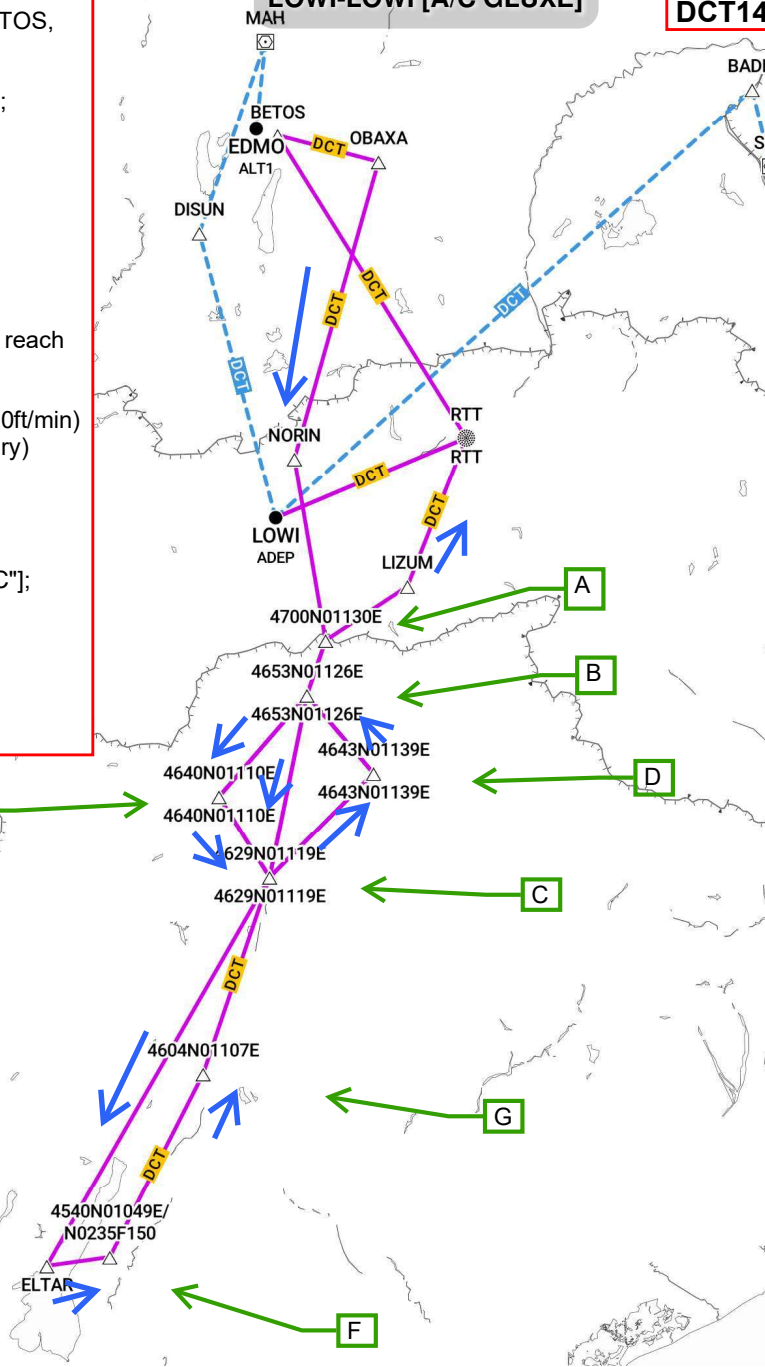 TOS,
;
reach
0ft/min)
ry)
C"];
LOWI-LOWI [A/C GLUXE]
DCT14
MAH
BADI
BETOS
DCT
OBAXA
EDMO
ALT1
S
DISUN
DCT
DCT
DCT
DCT
RTT
NORIN
RTT
DCT
DCT
LOWI
ADEP
LIZUM
A
4700N01130E
4653N01126E
B
4653N01126E
4643N01139E
4640N01110E
D
4643N01139E
4640N01110E
4629N01119E
4629N01119E
C
DCT
4604N01107E
G
DCT
4540N01049E/
N0235F150
ELTAR
F